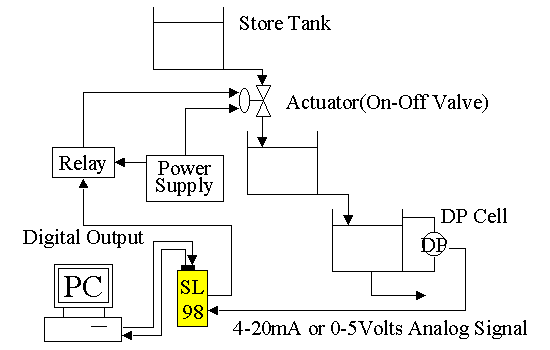 Store Tank
Actuator(On-Off Valve)
Relay
Power
Supply
DP Cell
DP
Digital Output
PC
SL
98
4-20mA or 0-5Volts Analog Signal